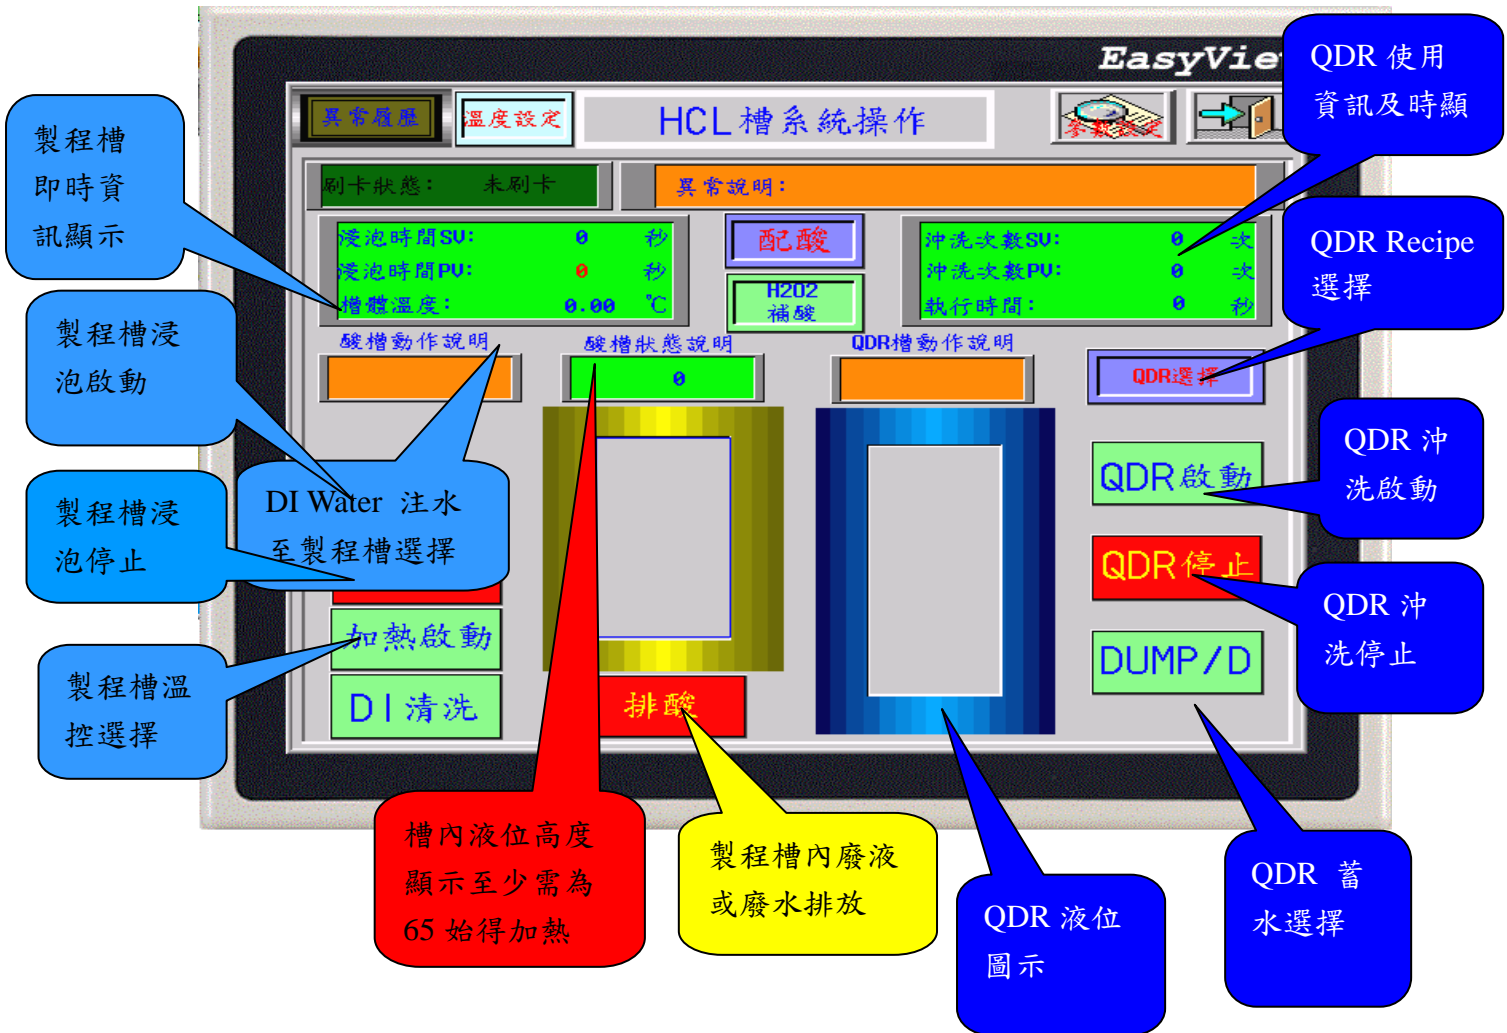 EasyVie
異常履歷
溫度設定
HCL槽系統操作
參數設定
刷卡狀態： 未刷卡
異常說明：
浸泡時間SV: 0 秒
浸泡時間PV: 0 秒
槽體溫度： 0.00 ℃
配酸
H2O2
補酸
沖洗次數SV: 0 次
沖洗次數PV: 0 次
執行時間： 0 秒
酸槽動作說明
酸槽狀態說明
QDR槽動作說明
0
QDR選擇
QDR啟動
QDR停止
DUMP/D
加熱啟動
DI清洗
排酸
製程槽
即時資
訊顯示
製程槽浸
泡啟動
製程槽浸
泡停止
製程槽溫
控選擇
DI Water 注水
至製程槽選擇
槽內液位高度
顯示至少需為
65 始得加熱
製程槽內廢液
或廢水排放
QDR 液位
圖示
QDR 蓄
水選擇
QDR 沖
洗停止
QDR 沖
洗啟動
QDR Recipe
選擇
QDR 使用
資訊及時顯